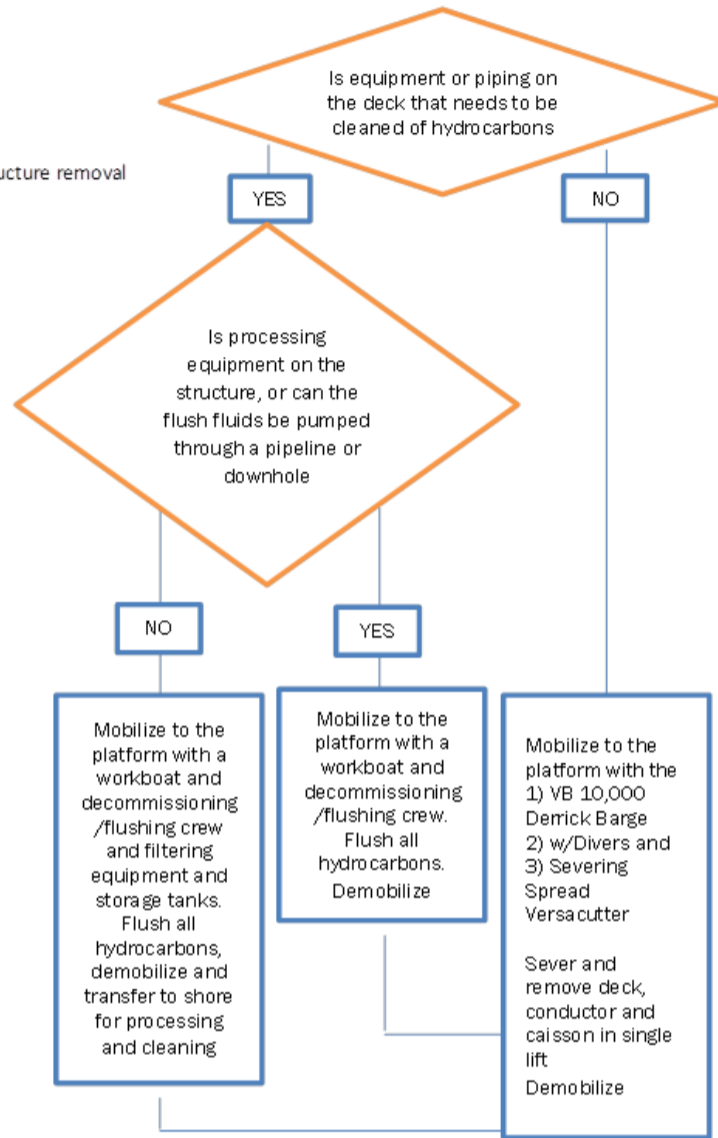 Is equipment or piping on
the deck that needs to be
cleaned of hydrocarbons
removal
YES
NO
Is processing
equipment on the
structure, or can the
flush fluids be pumped
through a pipeline or
downhole
NO
YES
Mobilize to the
platform with a
workboat and
decommissioning
/flushing crew
and filtering
equipment and
storage tanks.
Flush all
hydrocarbons,
demobilize and
transfer to shore
for processing
and cleaning
Mobilize to the
platform with a
workboat and
decommissioning
/flushing crew.
Flush all
hydrocarbons.
Demobilize
Mobilize to the
platform with the
1) VB 10,000
Derrick Barge
2) w/Divers and
3) Severing
Spread
Versacutter
Sever and
remove deck,
conductor and
caisson in single
lift
Demobilize